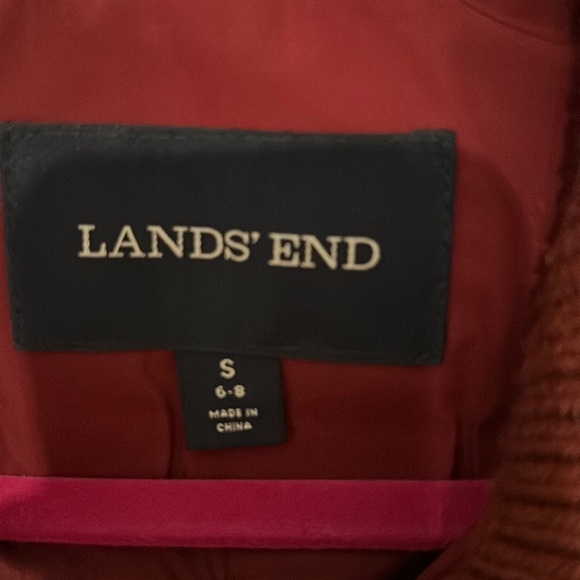 LANDS' END
S
6-8
MADE IN
CHINA